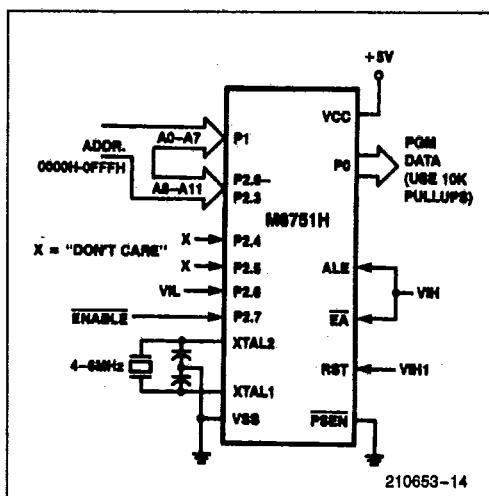 +5V
VCC
A0-A7
P1
PGM
DATA
(USE 10K
PULLUPS)
P0
ADDR.
0000H-0FFFH
A8-A11
P2.0-
P2.3
M8751H
X = "DON'T CARE"
X
P2.4
X
P2.5
VIL
P2.6
ENABLE
P2.7
ALE
VIH
EA
XTAL2
4-6MHz
XTAL1
RST
VIH1
VSS
PSEN
210653-14